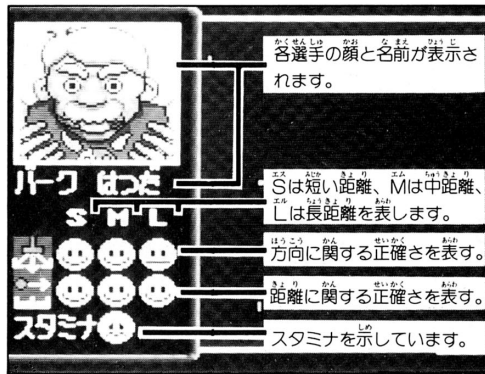 各選手の顔と名前が表示さ
れます。
パーク はつだ
Sは短い距離、Mは中距離、
Lは長距離を表します。
S M L
方向に関する正確さを表す。
距離に関する正確さを表す。
スタミナ
スタミナを示しています。